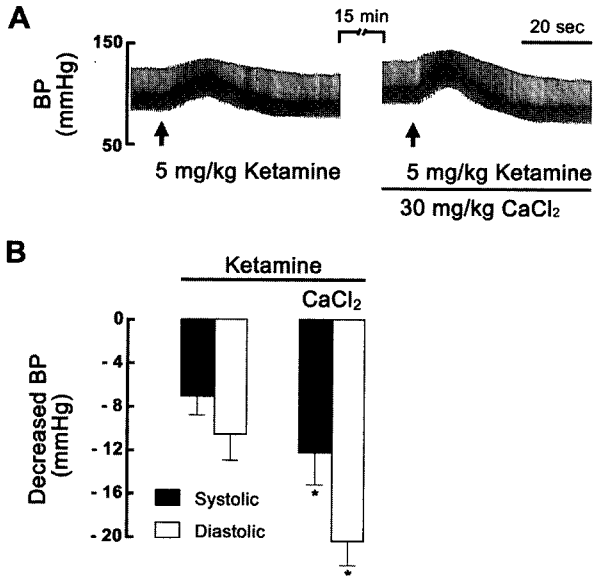 A
15 min
20 sec
150
BP
(mmHg)
50
5 mg/kg Ketamine
5 mg/kg Ketamine
30 mg/kg CaCl₂
B
Ketamine
CaCl₂
0
- 4
- 8
- 12
- 16
- 20
Decreased BP
(mmHg)
Systolic
Diastolic
*
*